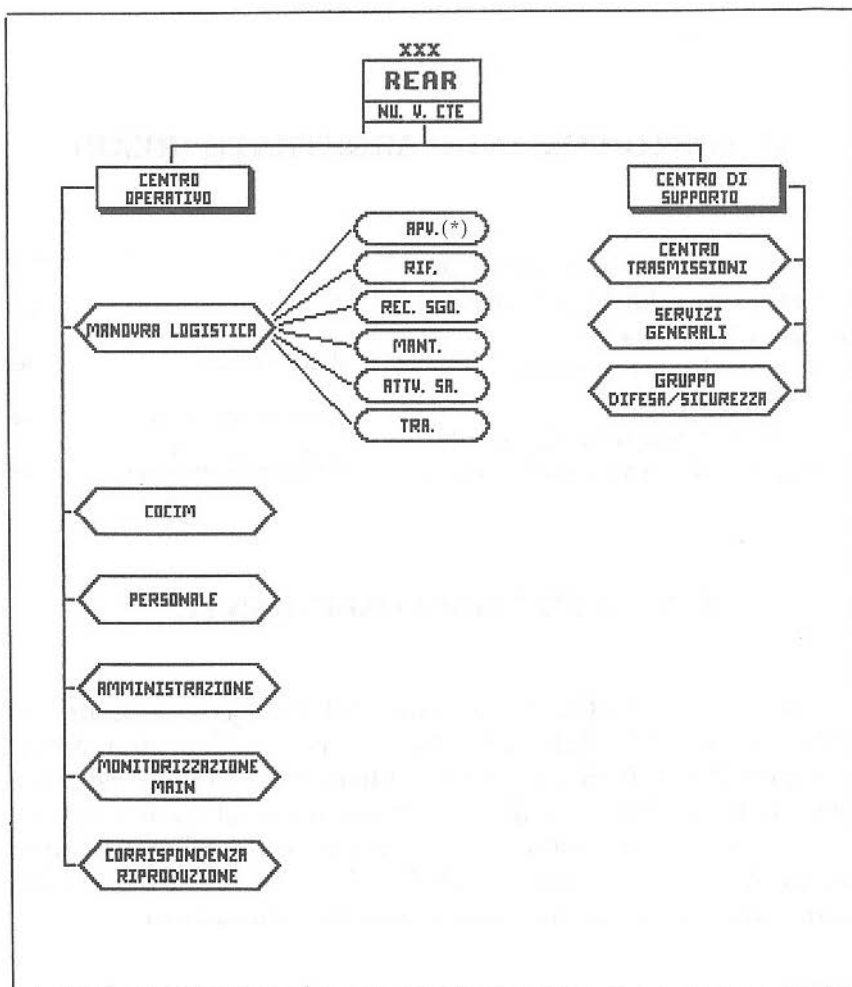 XXX
REAR
NU. V. CTE
CENTRO
OPERATIVO
CENTRO DI
SUPPORTO
APV.(*)
RIF.
REC. SGO.
MANT.
ATTV. SA.
TRA.
MANOVRA LOGISTICA
CENTRO
TRASMISSIONI
SERVIZI
GENERALI
GRUPPO
DIFESA/SICUREZZA
COCIM
PERSONALE
AMMINISTRAZIONE
MONITORIZZAZIONE
MAIN
CORRISPONDENZA
RIPRODUZIONE